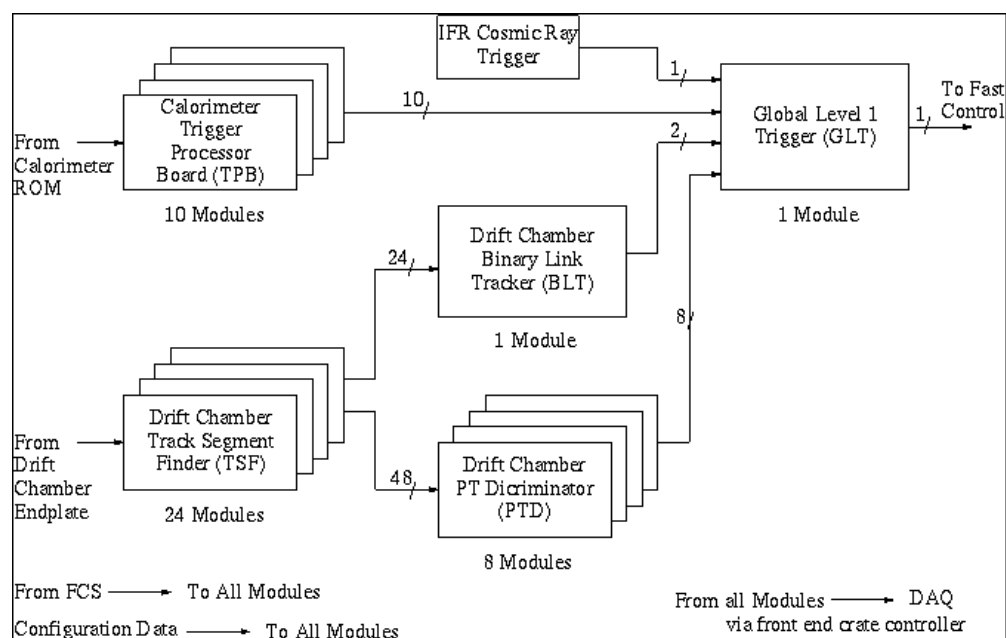 IFR Cosmic Ray
Trigger
1
10
Calorimeter
Trigger
Processor
Board (TPB)
From
Calorimeter
ROM
10 Modules
2
Global Level 1
Trigger (GLT)
1 Module
1
To Fast
Control
24
Drift Chamber
Binary Link
Tracker (BLT)
1 Module
8
From
Drift
Chamber
Endplate
Drift Chamber
Track Segment
Finder (TSF)
24 Modules
48
Drift Chamber
PT Dicriminator
(PTD)
8 Modules
From FCS To All Modules
Configuration Data To All Modules
From all Modules DAQ
via front end crate controller